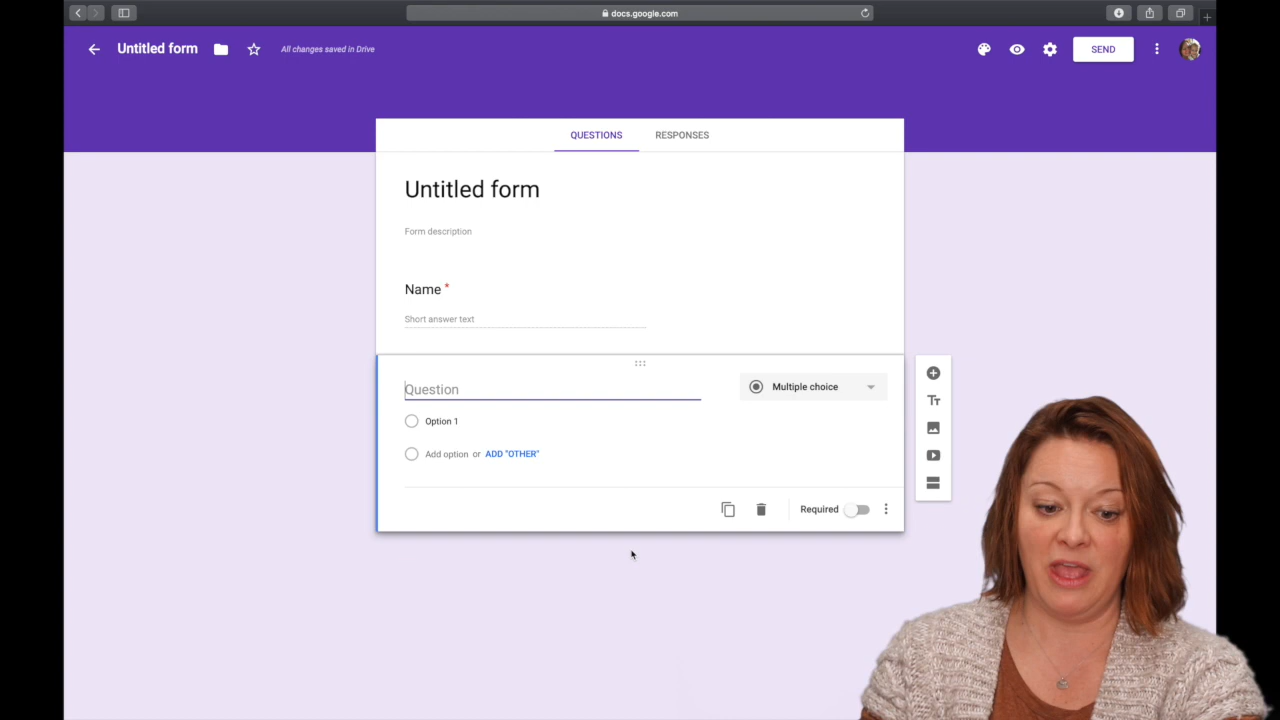 docs.google.com
Untitled form
All changes saved in Drive
SEND
QUESTIONS RESPONSES
Untitled form
Form description
Name *
Short answer text
Question
Multiple choice
Option 1
Add option or ADD "OTHER"
Required
Tт